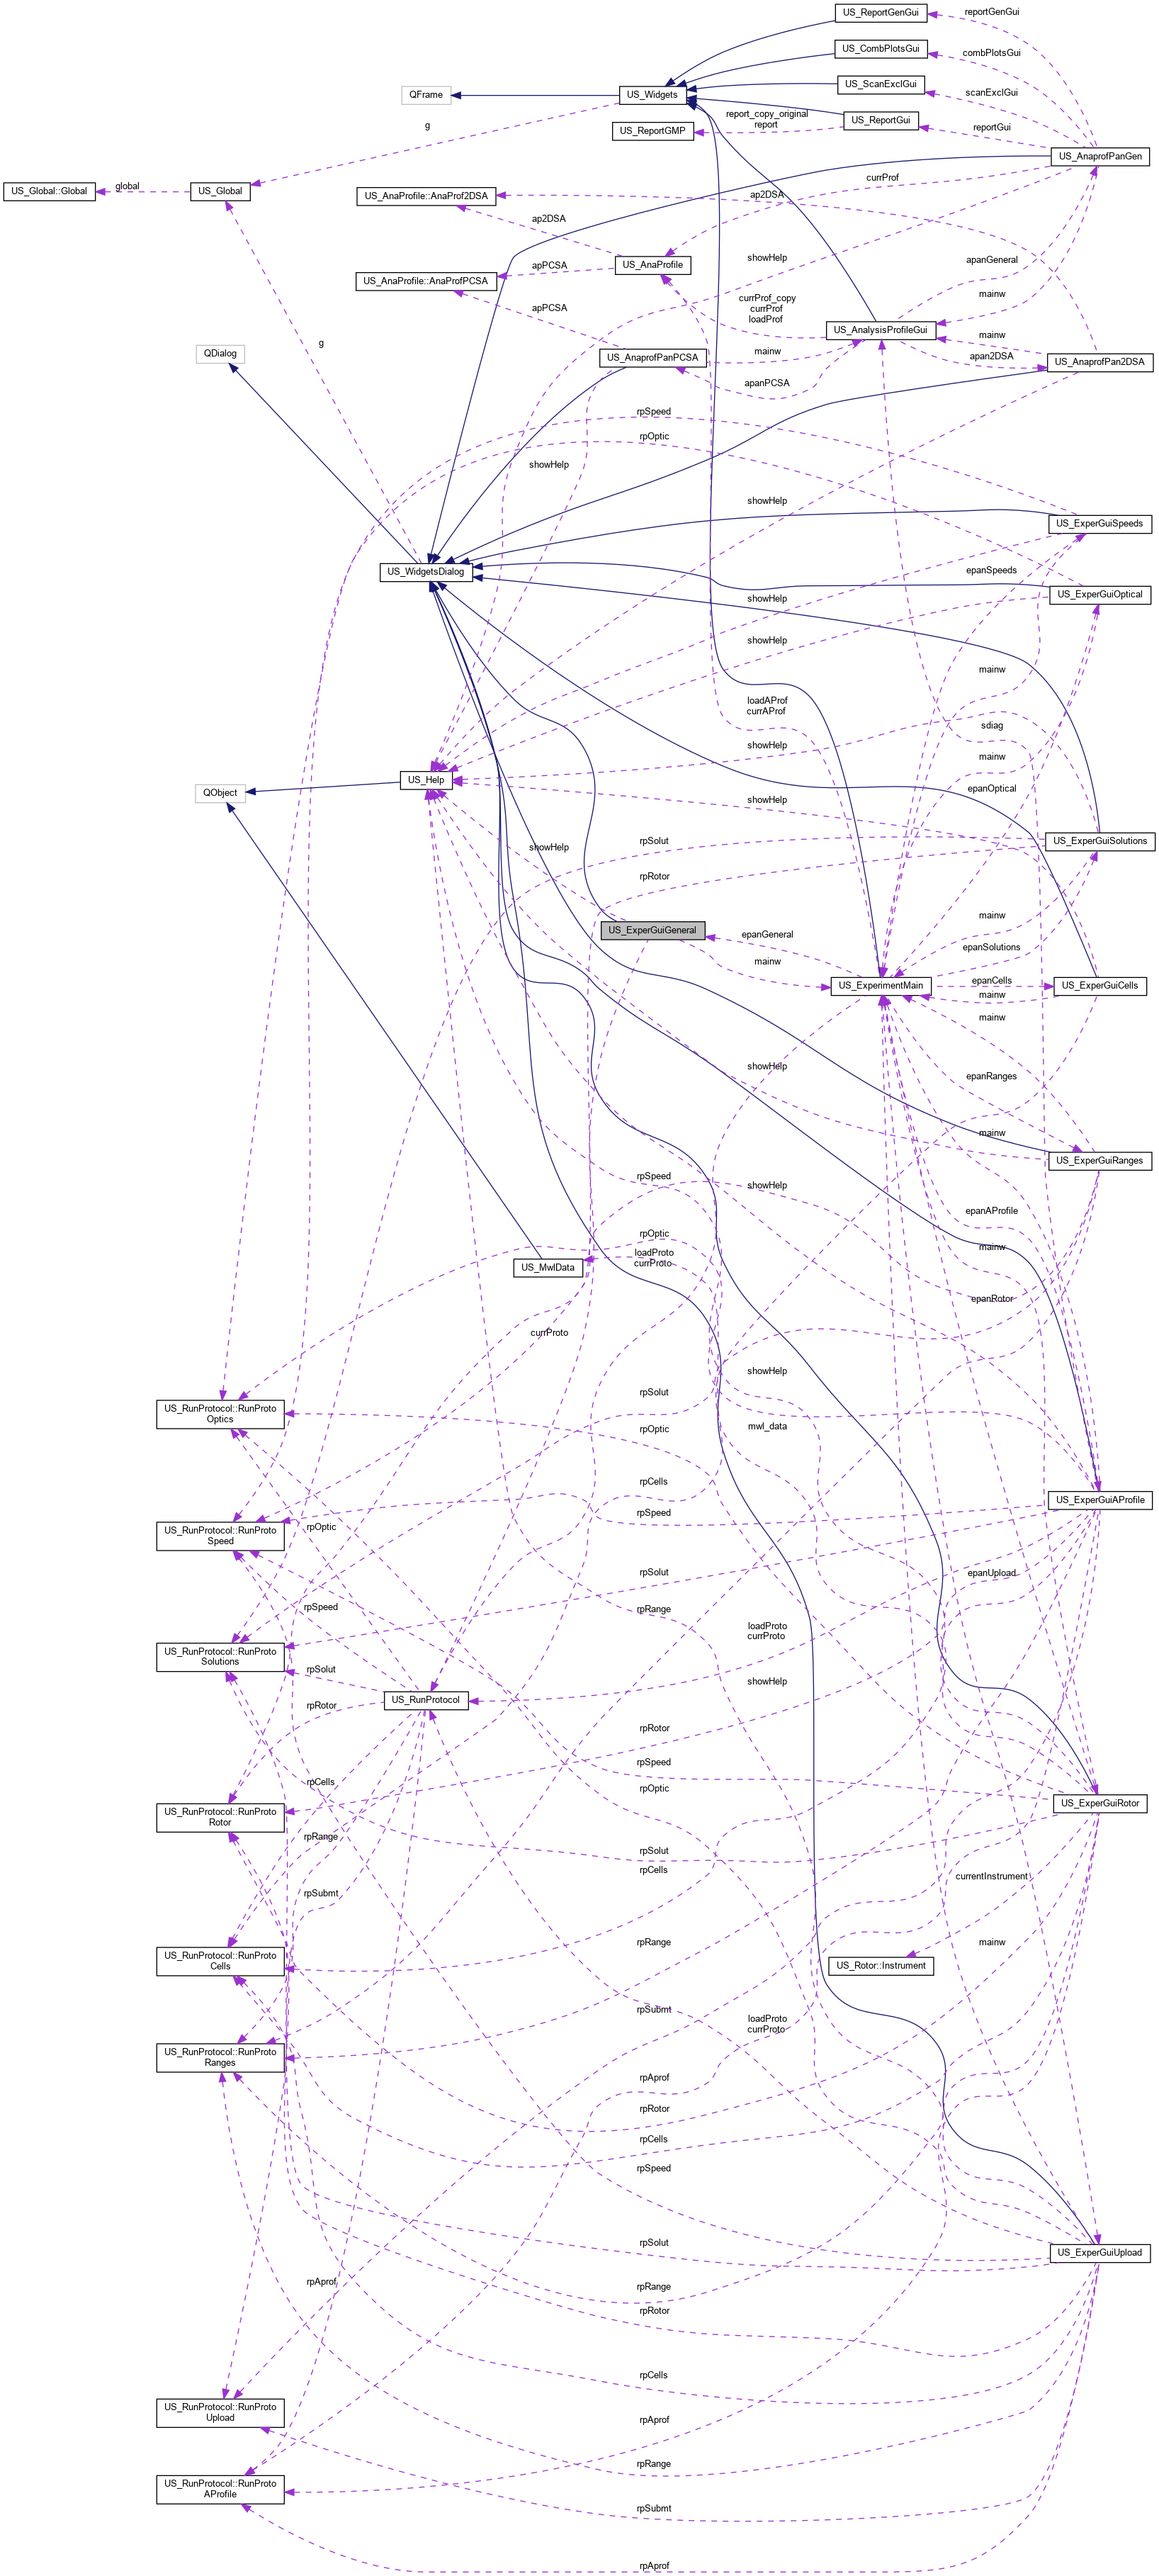 US_ReportGenGui
reportGenGui
US_CombPlotsGui
combPlotsGui
US_ScanExclGui
scanExclGui
QFrame
US_Widgets
report_copy_original
report
US_ReportGui
reportGui
g
US_ReportGMP
US_AnaprofPanGen
currProf
US_Global::Global
global
US_Global
US_AnaProfile::AnaProf2DSA
ap2DSA
ap2DSA
showHelp
apanGeneral
US_AnaProfile
apPCSA
US_AnaProfile::AnaProfPCSA
mainw
currProf_copy
currProf
loadProf
apPCSA
US_AnalysisProfileGui
mainw
g
QDialog
US_AnaprofPanPCSA
mainw
apan2DSA
US_AnaprofPan2DSA
apanPCSA
rpSpeed
rpOptic
showHelp
showHelp
US_ExperGuiSpeeds
US_WidgetsDialog
epanSpeeds
showHelp
US_ExperGuiOptical
showHelp
mainw
loadAProf
currAProf
sdiag
showHelp
mainw
QObject
US_Help
epanOptical
showHelp
rpSolut
showHelp
US_ExperGuiSolutions
rpRotor
mainw
US_ExperGuiGeneral
epanGeneral
epanSolutions
mainw
US_ExperimentMain
epanCells
mainw
US_ExperGuiCells
mainw
showHelp
epanRanges
mainw
US_ExperGuiRanges
rpSpeed
showHelp
epanAProfile
rpOptic
mainw
loadProto
currProto
US_MwlData
epanRotor
currProto
showHelp
rpSolut
US_RunProtocol::RunProto
Optics
rpOptic
mwl_data
rpCells
US_ExperGuiAProfile
rpSpeed
US_RunProtocol::RunProto
Speed
rpOptic
rpSolut
epanUpload
rpSpeed
rpRange
loadProto
currProto
US_RunProtocol::RunProto
Solutions
rpSolut
showHelp
US_RunProtocol
rpRotor
rpRotor
rpSpeed
rpCells
rpOptic
US_RunProtocol::RunProto
Rotor
US_ExperGuiRotor
rpRange
rpSolut
rpCells
currentInstrument
rpSubmt
rpRange
mainw
US_RunProtocol::RunProto
Cells
US_Rotor::Instrument
rpSubmt
loadProto
currProto
US_RunProtocol::RunProto
Ranges
rpAprof
rpRotor
rpCells
rpSpeed
rpSolut
US_ExperGuiUpload
rpAprof
rpRange
rpRotor
rpCells
US_RunProtocol::RunProto
Upload
rpAprof
rpRange
US_RunProtocol::RunProto
AProfile
rpSubmt
rpAprof